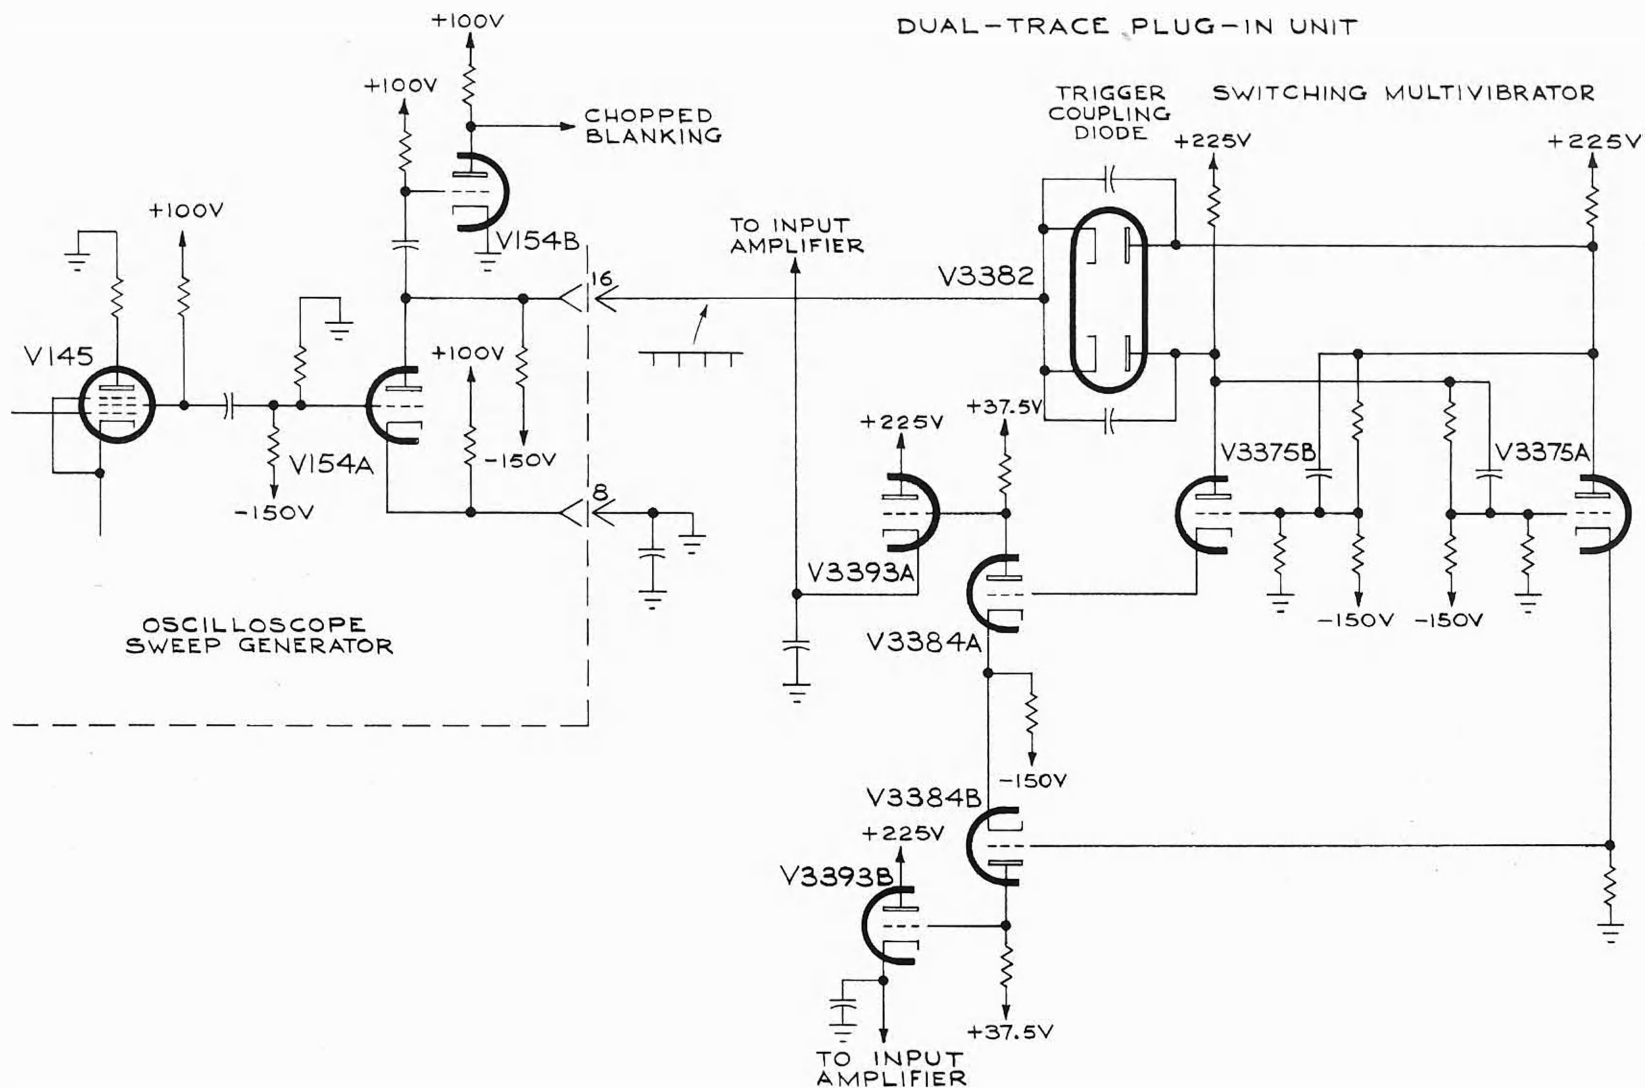 DUAL-TRACE PLUG-IN UNIT
+100V
+100V
CHOPPED
BLANKING
TRIGGER
COUPLING
DIODE
SWITCHING MULTIVIBRATOR
+225V
+225V
+100V
V154B
TO INPUT
AMPLIFIER
16
V3382
V145
+100V
+225V
+37.5V
V154A
-150V
-150V
8
V3375B
V3375A
V3393A
V3384A
-150V
-150V
OSCILLOSCOPE
SWEEP GENERATOR
-150V
V3384B
+225V
V3393B
+37.5V
TO INPUT
AMPLIFIER